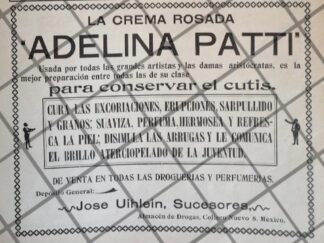 LA CREMA ROSADA
"ADELINA PATTI"
Usada por todas las grandes artistas y las damas aristócratas, es la
mejor preparación entre todas las de su clase
para conservar el cutis.
CURA LAS EXCORIACIONES, ERUPCIONES, SARPULLIDO
Y GRANOS; SUAVIZA, PERFUMA, HERMOSEA Y REFRES-
CA LA PIEL; DISIMULA LAS ARRUGAS Y LE COMUNICA
EL BRILLO ATERCIOPELADO DE LA JUVENTUD.
DE VENTA EN TODAS LAS DROGUERIAS Y PERFUMERIAS.
Depósito General:
Jose Uihlein, Sucesores,
Almacén de Drogas, Coliseo Nuevo 8. México.